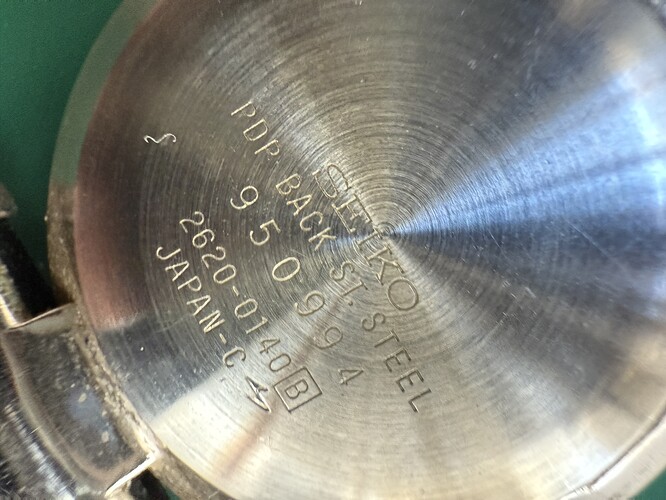 SEIKO
PDP·BACK ST. STEEL
950994
2620-0140 B
JAPAN-C